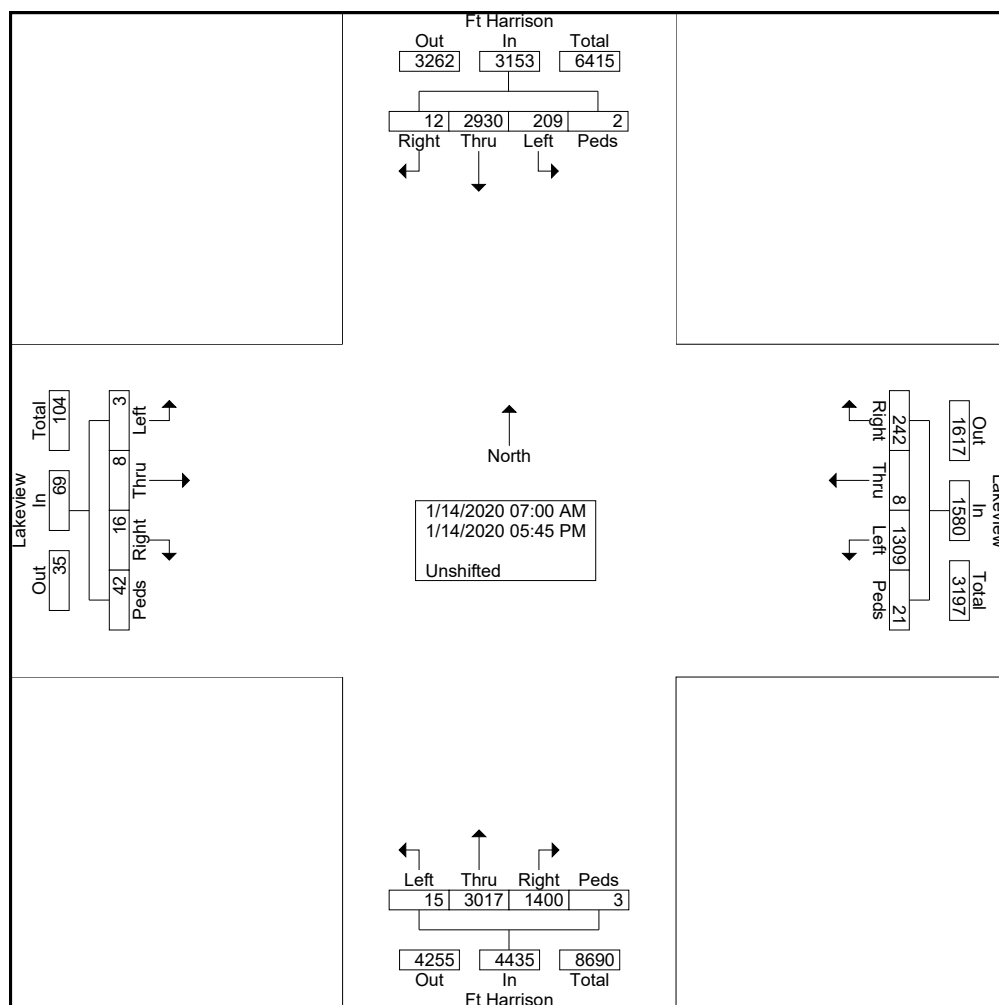 Ft Harrison
Out In Total
3262 3153 6415
12 2930 209 2
Right Thru Left Peds
Lakeview
Total In Out
104 69 35
3 8 16 42
Left Thru Right Peds
North
1/14/2020 07:00 AM
1/14/2020 05:45 PM
Unshifted
Right Thru Left Peds
242 8 1309 21
Out In Total
1617 1580 3197
Lakeview
Left Thru Right Peds
15 3017 1400 3
4255 4435 8690
Out In Total
Ft Harrison